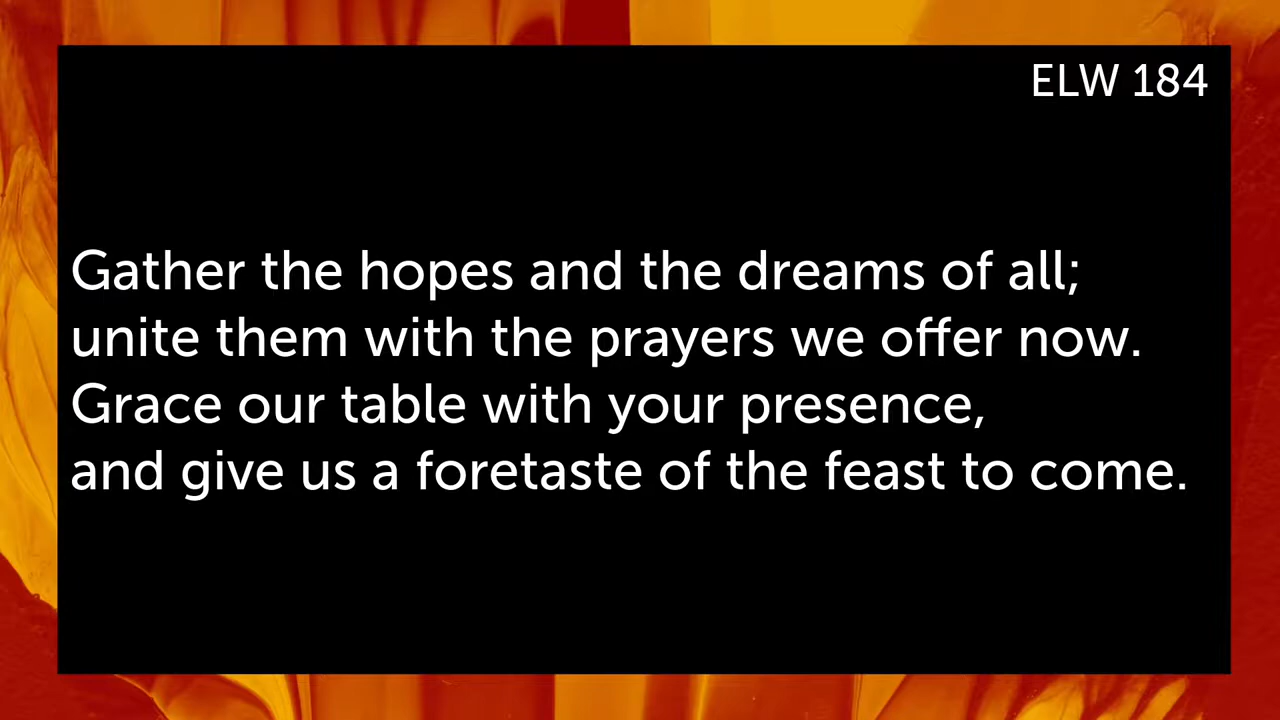 ELW 184
Gather the hopes and the dreams of all;
unite them with the prayers we offer now.
Grace our table with your presence,
and give us a foretaste of the feast to come.